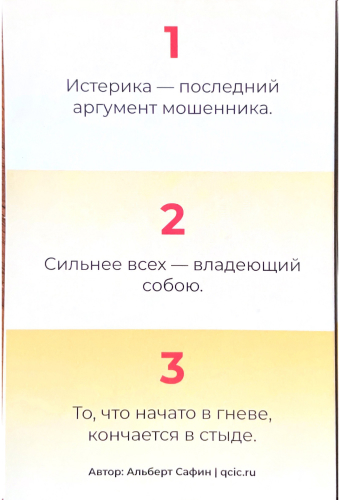 1
Истерика — последний
аргумент мошенника.
2
Сильнее всех — владеющий
собою.
3
То, что начато в гневе,
кончается в стыде.
Автор: Альберт Сафин | qcic.ru